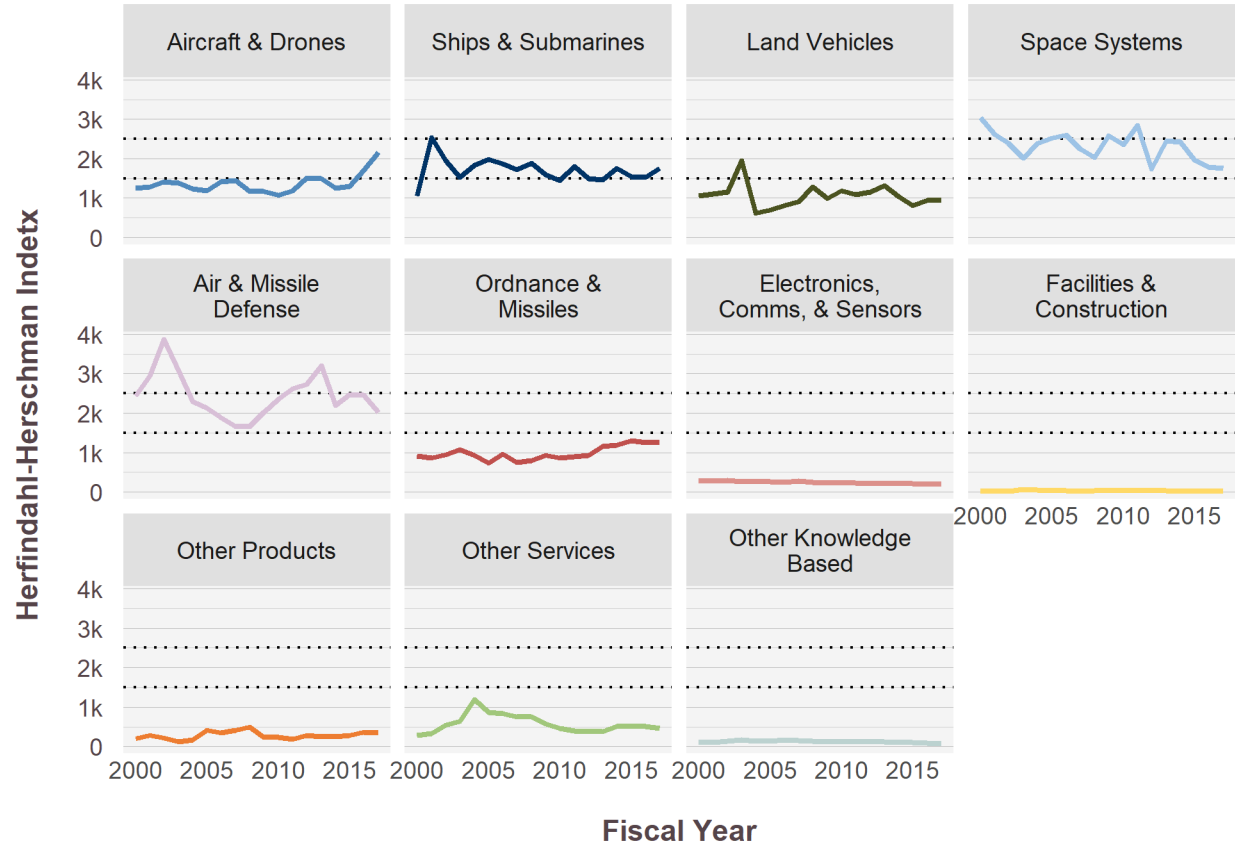 Aircraft & Drones
Ships & Submarines
Land Vehicles
Space Systems
4k
3k
2k
1k
0
Air & Missile
Defense
Ordnance &
Missiles
Electronics,
Comms, & Sensors
Facilities &
Construction
4k
3k
2k
1k
0
2000 2005 2010 2015
Other Products
Other Services
Other Knowledge
Based
4k
3k
2k
1k
0
2000 2005 2010 2015
2000 2005 2010 2015
2000 2005 2010 2015
Herfindahl-Herschman Indetx
Fiscal Year